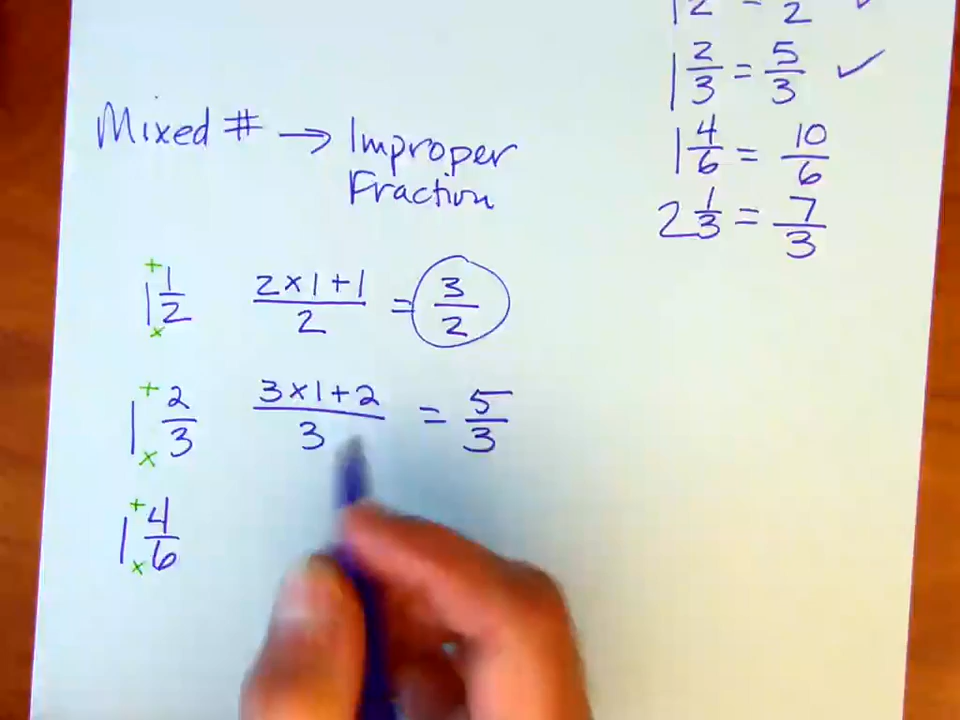 Mixed # → Improper
Fraction
1 1/2   (2×1+1)/2 = 3/2
1 2/3   (3×1+2)/3 = 5/3
1 4/6
+
×
+
×
+
×
1 2/3 = 5/3 ✓
1 4/6 = 10/6
2 1/3 = 7/3